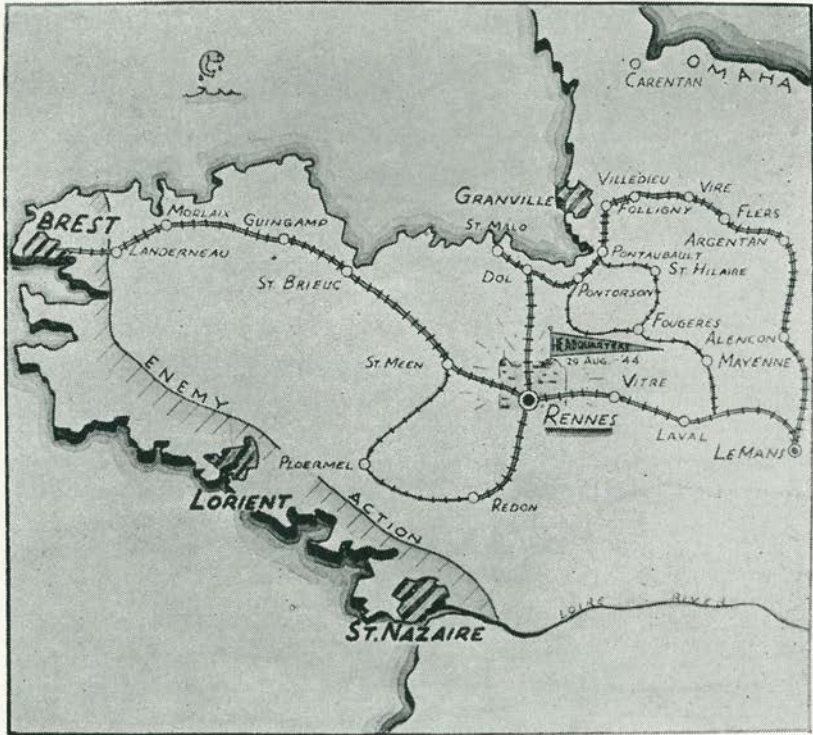 OMAHA
CARENTAN
VILLEDIEU
VIRE
GRANVILLE
FOLLIGNY
FLERS
BREST
MORLAIX
GUINGAMP
ST. MALO
ARGENTAN
LANDERNEAU
PONTAUBAULT
ST. BRIEUC
DOL
ST. HILAIRE
PONTORSON
FOUGERES
HEADQUARTERS
ALENCON
29 AUG. '44
MAYENNE
ST. MEEN
ENEMY
VITRE
RENNES
LAVAL
LE MANS
PLOERMEL
LORIENT
ACTION
REDON
LOIRE RIVER
ST. NAZAIRE